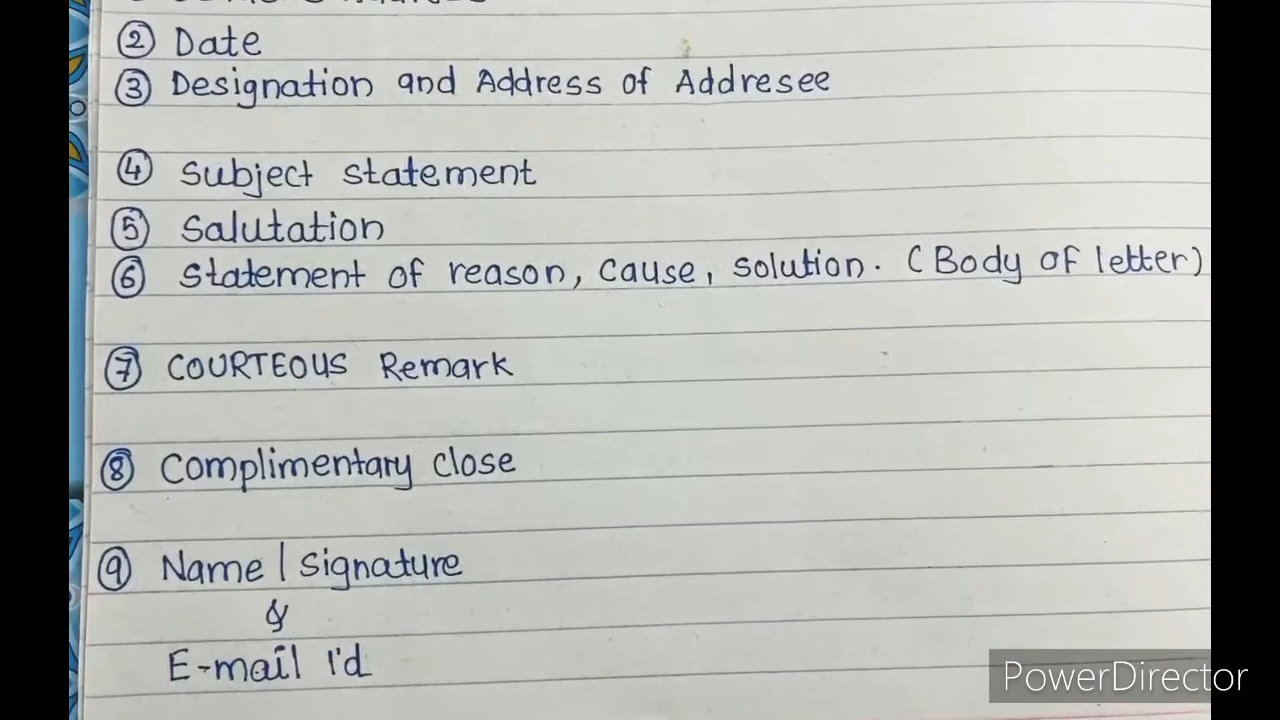 ② Date
③ Designation and Address of Addresee
④ Subject statement
⑤ Salutation
⑥ Statement of reason, cause, solution. (Body of letter)
⑦ COURTEOUS Remark
⑧ Complimentary close
⑨ Name | Signature
&
E-mail I'd
PowerDirector